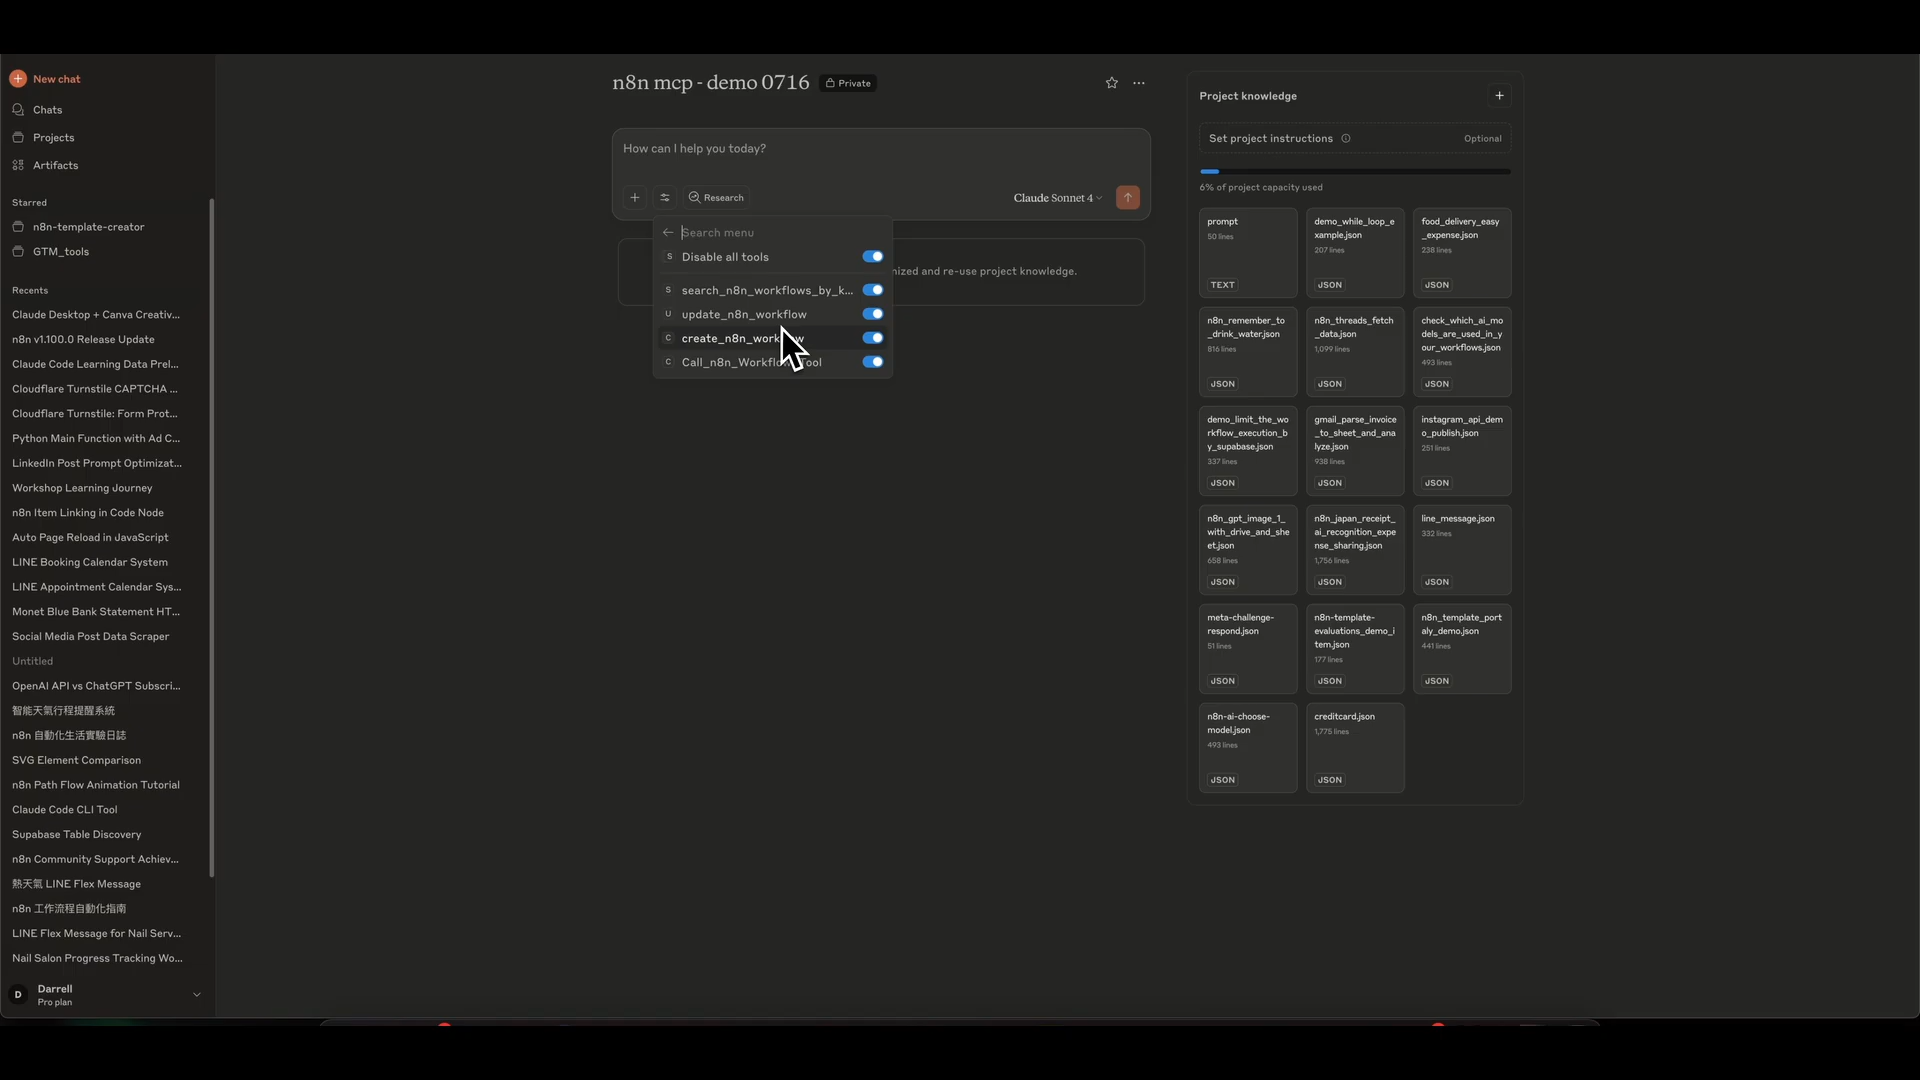 New chat
Chats
Projects
Artifacts
Starred
n8n-template-creator
GTM_tools
Recents
Claude Desktop + Canva Creativ...
n8n v1.100.0 Release Update
Claude Code Learning Data Prel...
Cloudflare Turnstile CAPTCHA ...
Cloudflare Turnstile: Form Prot...
Python Main Function with Ad C...
LinkedIn Post Prompt Optimizat...
Workshop Learning Journey
n8n Item Linking in Code Node
Auto Page Reload in JavaScript
LINE Booking Calendar System
LINE Appointment Calendar Sys...
Monet Blue Bank Statement HT...
Social Media Post Data Scraper
Untitled
OpenAI API vs ChatGPT Subscri...
智能天氣行程提醒系統
n8n 自動化生活實驗日誌
SVG Element Comparison
n8n Path Flow Animation Tutorial
Claude Code CLI Tool
Supabase Table Discovery
n8n Community Support Achiev...
熱天氣 LINE Flex Message
n8n 工作流程自動化指南
LINE Flex Message for Nail Serv...
Nail Salon Progress Tracking Wo...
D
Darrell
Pro plan
n8n mcp - demo 0716
Private
How can I help you today?
Research
Claude Sonnet 4
Search menu
S Disable all tools
S search_n8n_workflows_by_k...
U update_n8n_workflow
C create_n8n_workflow
C Call_n8n_Workflow_Tool
and re-use project knowledge.
Project knowledge
Set project instructions
Optional
6% of project capacity used
prompt
50 lines
TEXT
demo_while_loop_e
xample.json
207 lines
JSON
food_delivery_easy
_expense.json
238 lines
JSON
n8n_remember_to
_drink_water.json
816 lines
JSON
n8n_threads_fetch
_data.json
1,099 lines
JSON
check_which_ai_m
odels_are_used_in_y
our_workflows.json
493 lines
JSON
demo_limit_the_wo
rkflow_execution_b
y_supabase.json
337 lines
JSON
gmail_parse_invoice
_to_sheet_and_ana
lyze.json
938 lines
JSON
instagram_api_dem
o_publish.json
251 lines
JSON
n8n_gpt_image_1_
with_drive_and_she
et.json
658 lines
JSON
n8n_japan_receipt_
ai_recognition_expe
nse_sharing.json
1,756 lines
JSON
line_message.json
332 lines
JSON
meta-challenge-
respond.json
51 lines
JSON
n8n-template-
evaluations_demo_i
tem.json
177 lines
JSON
n8n_template_port
aly_demo.json
441 lines
JSON
n8n-ai-choose-
model.json
493 lines
JSON
creditcard.json
1,775 lines
JSON